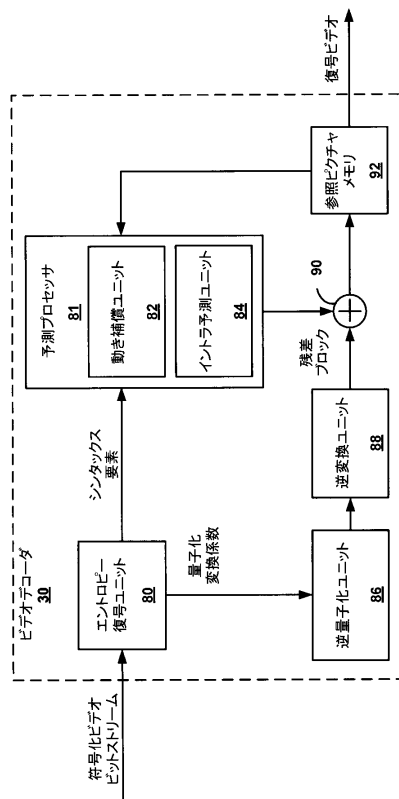 ビデオデコーダ
30
符号化ビデオ
ビットストリーム
エントロピー
復号ユニット
80
シンタックス
要素
量子化
変換係数
予測プロセッサ
81
動き補償ユニット
82
イントラ予測ユニット
84
逆量子化ユニット
86
逆変換ユニット
88
残差
ブロック
90
参照ピクチャ
メモリ
92
復号ビデオ